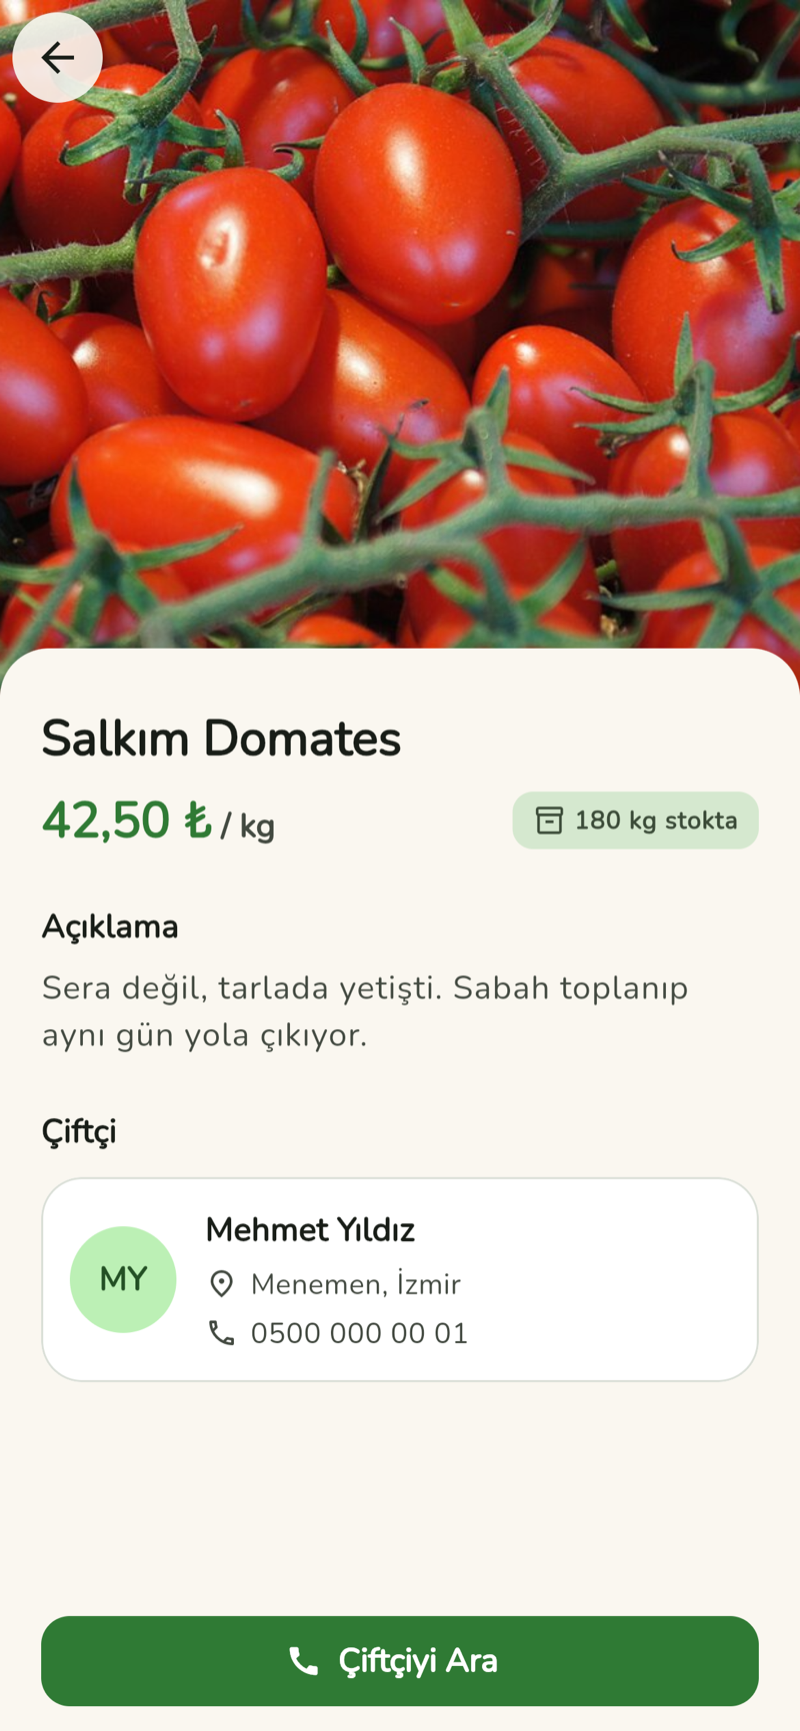 Salkım Domates
42,50 ₺ / kg
180 kg stokta
Açıklama
Sera değil, tarlada yetişti. Sabah toplanıp
aynı gün yola çıkıyor.
Çiftçi
MY
Mehmet Yıldız
Menemen, İzmir
0500 000 00 01
Çiftçiyi Ara